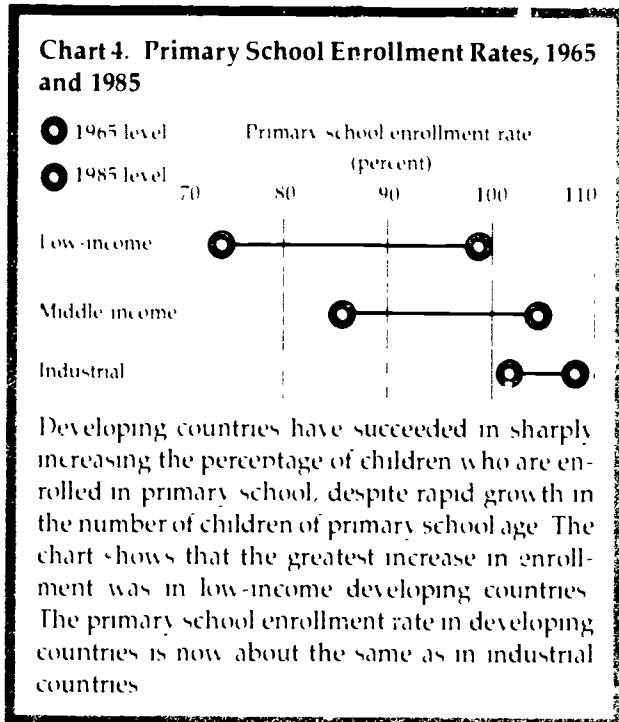 Chart 4. Primary School Enrollment Rates, 1965
and 1985
1965 level
1985 level
Primary school enrollment rate
(percent)
70 80 90 100 110
Low-income
Middle income
Industrial
Developing countries have succeeded in sharply
increasing the percentage of children who are en-
rolled in primary school, despite rapid growth in
the number of children of primary school age The
chart shows that the greatest increase in enroll-
ment was in low-income developing countries
The primary school enrollment rate in developing
countries is now about the same as in industrial
countries